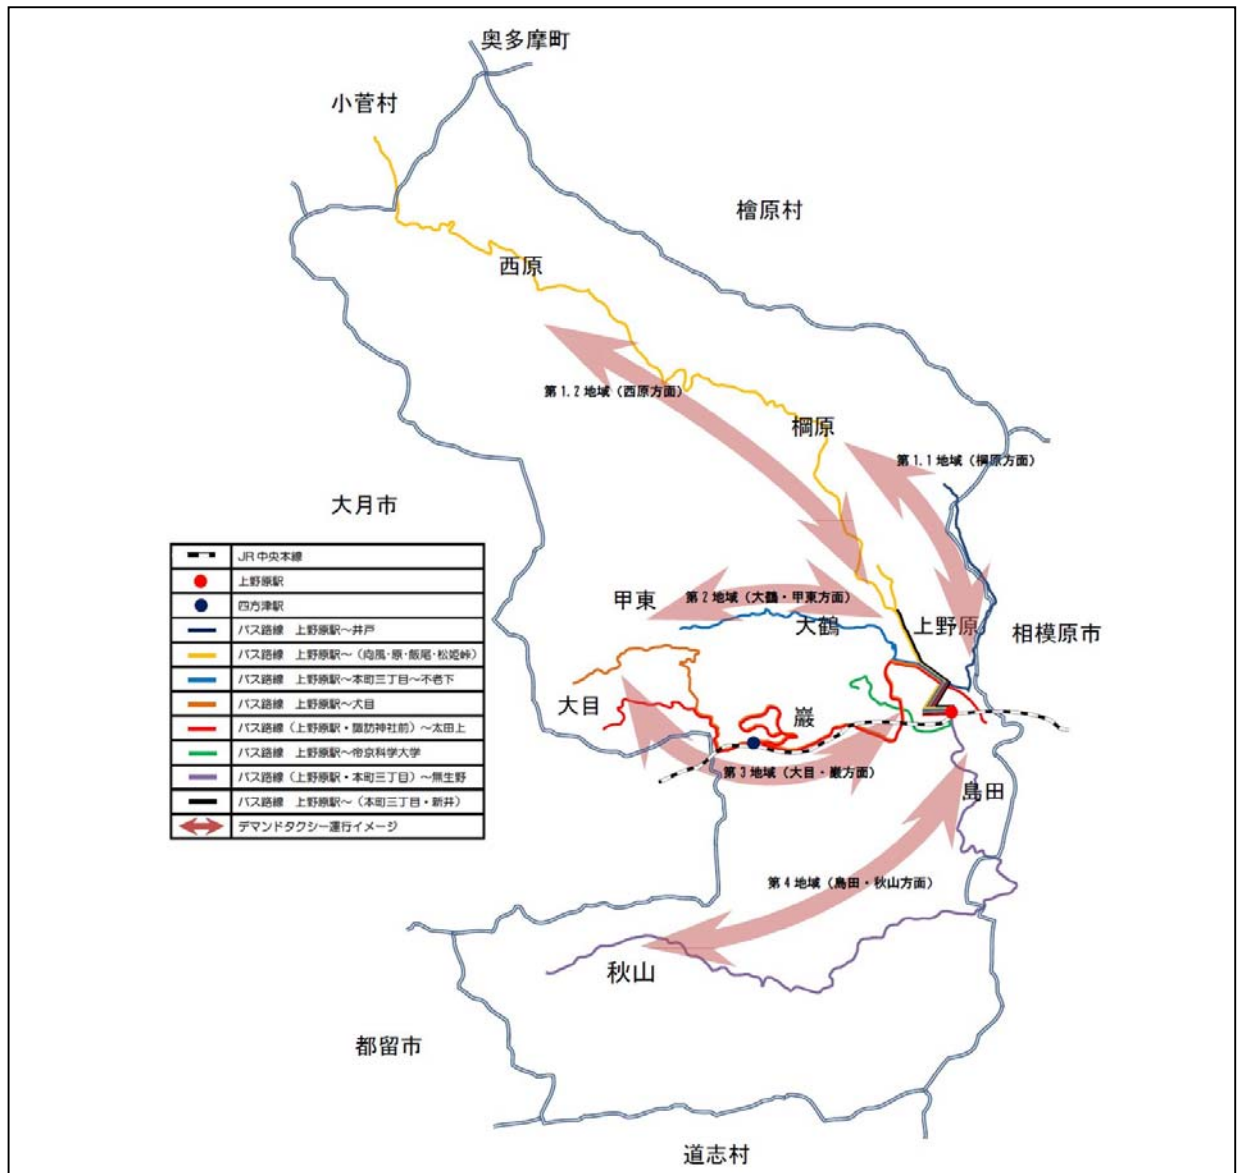 奥多摩町
小菅村
檜原村
西原
第1.2地域（西原方面）
棡原
第1.1地域（棡原方面）
大月市
JR中央本線
上野原駅
四方津駅
バス路線　上野原駅～井戸
バス路線　上野原駅～（向風・原・飯尾・松姫峠）
バス路線　上野原駅～本町三丁目～不老下
バス路線　上野原駅～大目
バス路線（上野原駅・諏訪神社前）～太田上
バス路線　上野原駅～帝京科学大学
バス路線（上野原駅・本町三丁目）～無生野
バス路線　上野原駅～（本町三丁目・新井）
デマンドタクシー運行イメージ
甲東
第2地域（大鶴・甲東方面）
大鶴
上野原
相模原市
大目
巌
第3地域（大目・巌方面）
島田
第4地域（島田・秋山方面）
秋山
都留市
道志村